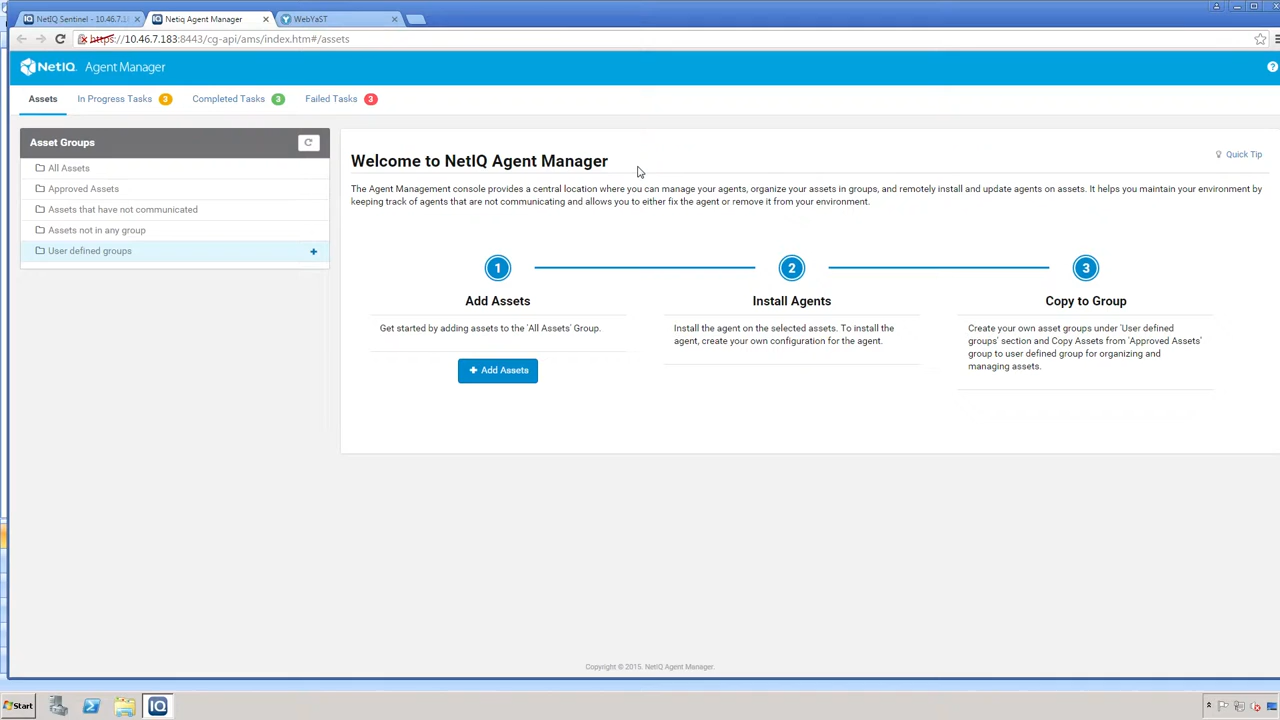 NetIQ Sentinel - 10.46.7.1
Netiq Agent Manager
WebYaST
https://10.46.7.183:8443/cg-api/ams/index.htm#/assets
NetIQ. Agent Manager
Assets
In Progress Tasks 3
Completed Tasks 3
Failed Tasks 3
Asset Groups
All Assets
Approved Assets
Assets that have not communicated
Assets not in any group
User defined groups
Welcome to NetIQ Agent Manager
Quick Tip
The Agent Management console provides a central location where you can manage your agents, organize your assets in groups, and remotely install and update agents on assets. It helps you maintain your environment by
keeping track of agents that are not communicating and allows you to either fix the agent or remove it from your environment.
1
Add Assets
Get started by adding assets to the 'All Assets' Group.
+ Add Assets
2
Install Agents
Install the agent on the selected assets. To install the
agent, create your own configuration for the agent.
3
Copy to Group
Create your own asset groups under 'User defined
groups' section and Copy Assets from 'Approved Assets'
group to user defined group for organizing and
managing assets.
Copyright © 2015. NetIQ Agent Manager.
Start
IQ